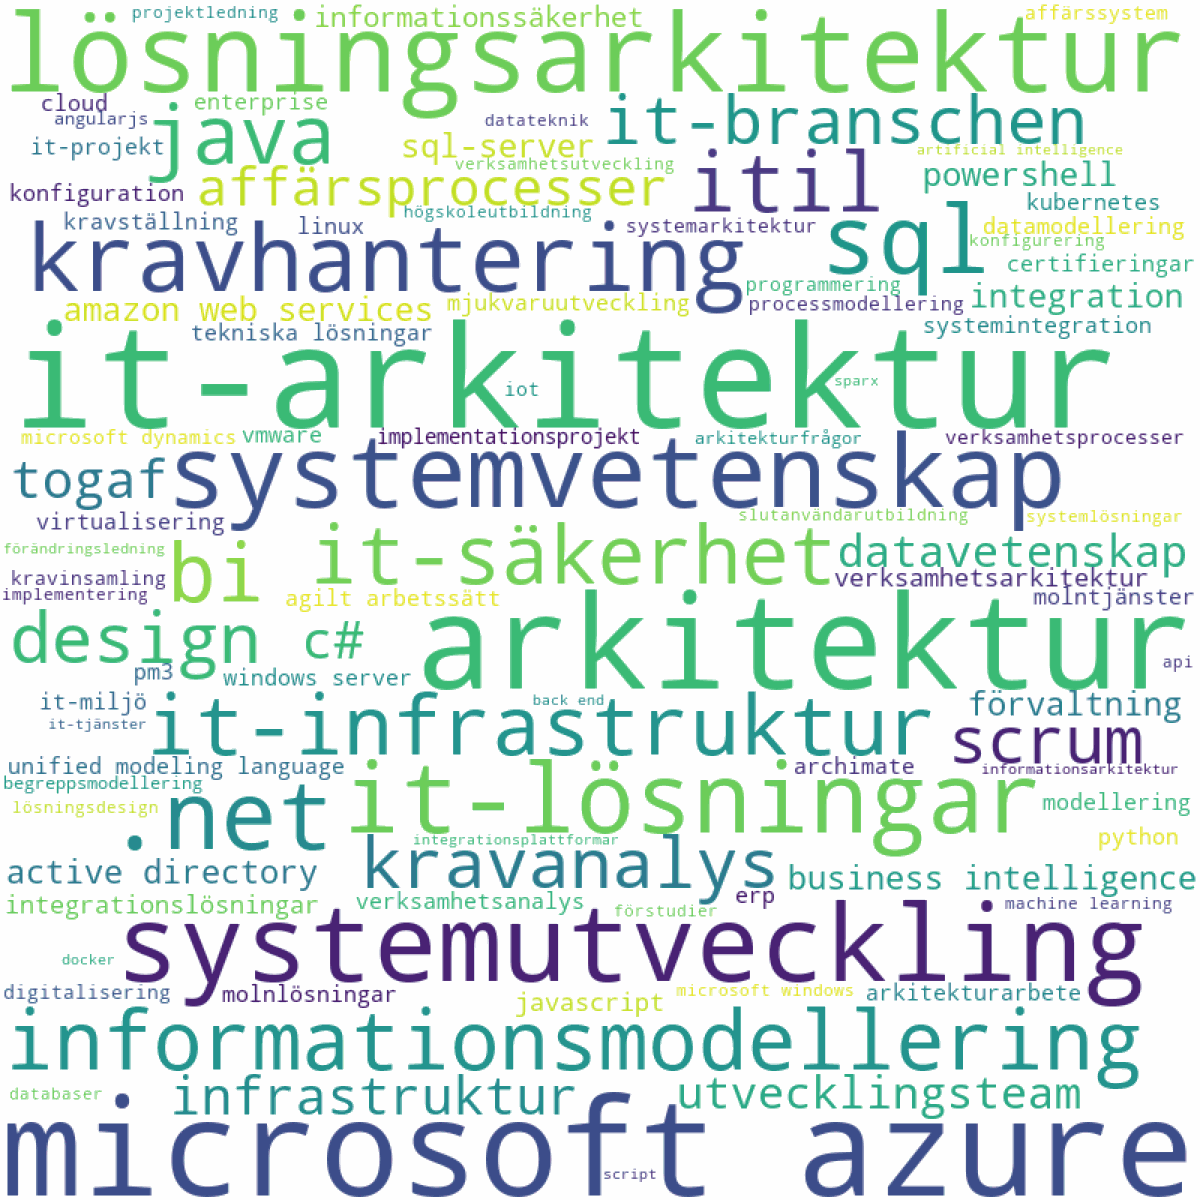 projektledning
informationssäkerhet
affärssystem
lösningsarkitektur
cloud
enterprise
java
it-branschen
angularjs
datateknik
it-projekt
sql-server
verksamhetsutveckling
artificial intelligence
konfiguration
affärsprocesser
itil
powershell
kravställning
linux
högskoleutbildning
systemarkitektur
kubernetes
datamodellering
kravhantering
sql
konfigurering
certifieringar
programmering
processmodellering
integration
amazon web services
mjukvaruutveckling
tekniska lösningar
systemintegration
it-arkitektur
iot
sparx
microsoft dynamics
vmware
implementationsprojekt
arkitekturfrågor
verksamhetsprocesser
togaf
systemvetenskap
virtualisering
slutanvändarutbildning
systemlösningar
förändringsledning
bi
it-säkerhet
datavetenskap
kravinsamling
verksamhetsarkitektur
implementering
agilt arbetssätt
molntjänster
design
c#
arkitektur
pm3
windows server
api
it-miljö
back end
förvaltning
it-tjänster
it-infrastruktur
scrum
unified modeling language
archimate
informationsarkitektur
begreppsmodellering
it-lösningar
lösningsdesign
.net
modellering
integrationsplattformar
python
active directory
kravanalys
business intelligence
integrationslösningar
verksamhetsanalys
erp
förstudier
machine learning
systemutveckling
docker
digitalisering
molnlösningar
javascript
microsoft windows
arkitekturarbete
informationsmodellering
databaser
infrastruktur
utvecklingsteam
microsoft azure
script